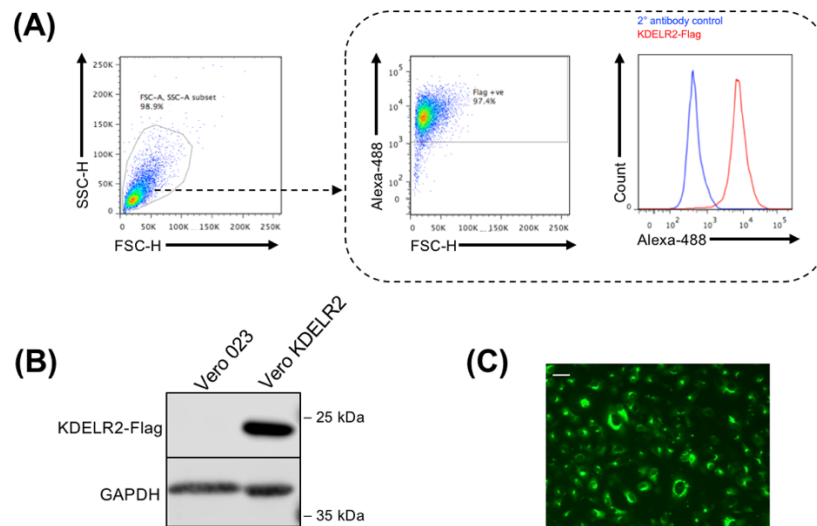 (A)
250K
200K
150K
100K
50K
0
FSC-A, SSC-A subset
98.9%
SSC-H
0 50K 100K 150K 200K 250K
FSC-H
10^5
10^4
10^3
10^2
0
Flag +ve
97.4%
Alexa-488
0 50K 100K 150K 200K
FSC-H
2° antibody control
KDELR2-Flag
Count
0
0 10^2 10^3 10^4 10^5
Alexa-488
(B)
Vero 023
Vero KDELR2
KDELR2-Flag
– 25 kDa
GAPDH
– 35 kDa
(C)